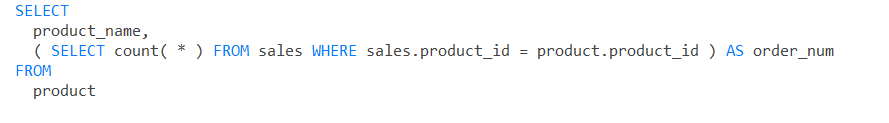 SELECT
product_name,
( SELECT count( * ) FROM sales WHERE sales.product_id = product.product_id ) AS order_num
FROM
product